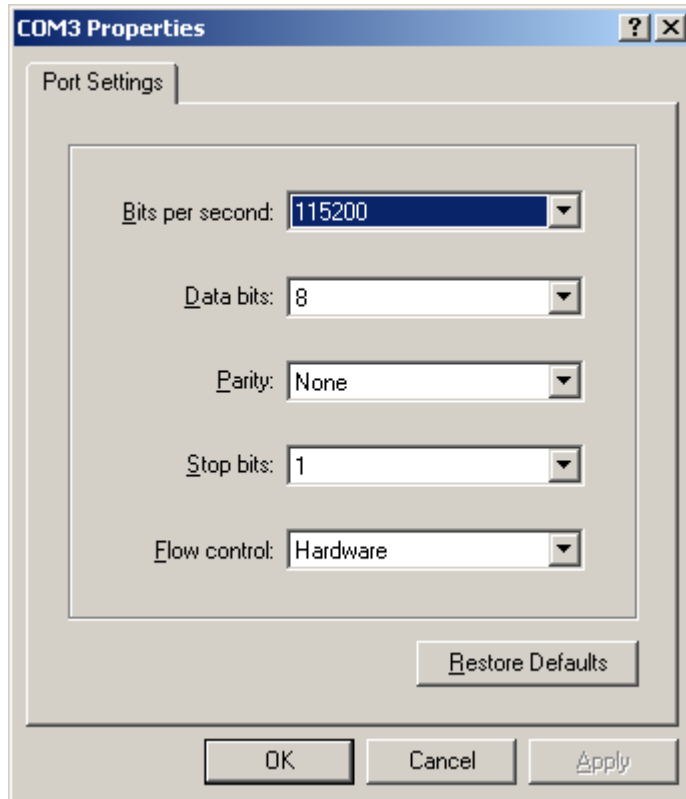 COM3 Properties
Port Settings
Bits per second: 115200
Data bits: 8
Parity: None
Stop bits: 1
Flow control: Hardware
Restore Defaults
OK Cancel Apply